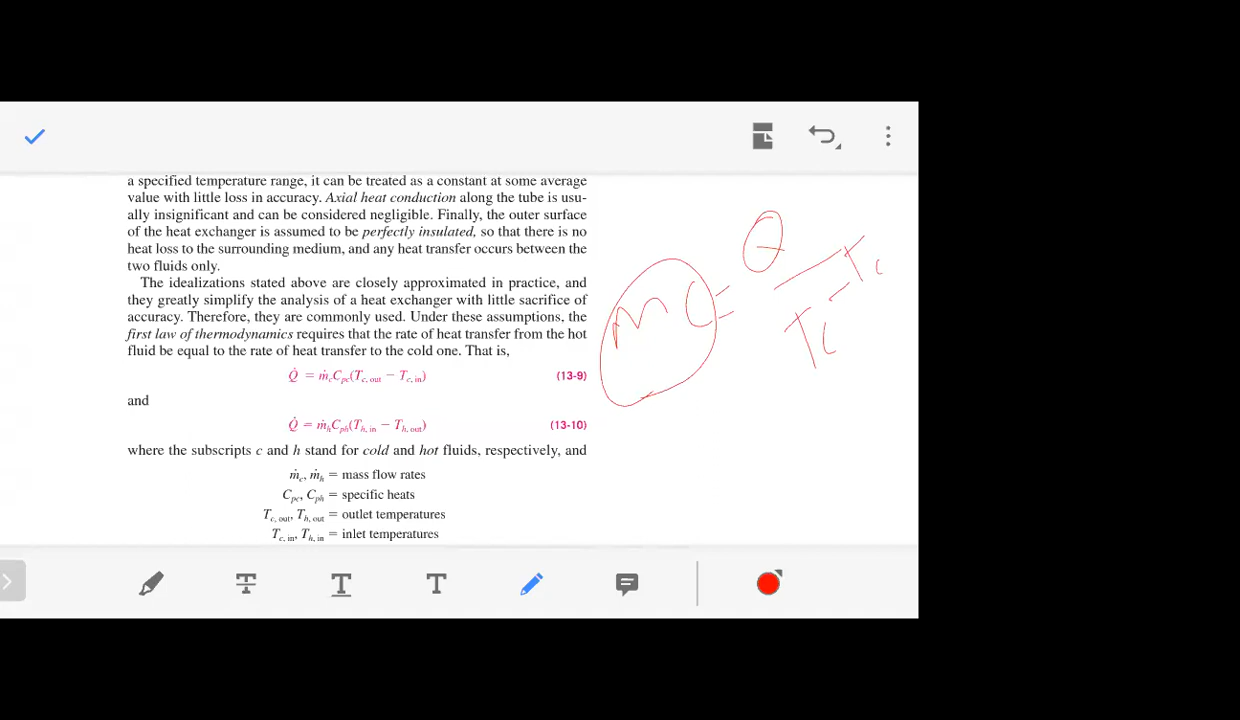 a specified temperature range, it can be treated as a constant at some average
value with little loss in accuracy. Axial heat conduction along the tube is usu-
ally insignificant and can be considered negligible. Finally, the outer surface
of the heat exchanger is assumed to be perfectly insulated, so that there is no
heat loss to the surrounding medium, and any heat transfer occurs between the
two fluids only.
The idealizations stated above are closely approximated in practice, and
they greatly simplify the analysis of a heat exchanger with little sacrifice of
accuracy. Therefore, they are commonly used. Under these assumptions, the
first law of thermodynamics requires that the rate of heat transfer from the hot
fluid be equal to the rate of heat transfer to the cold one. That is,
Q̇ = ṁcCpc(Tc, out − Tc, in) (13-9)
and
Q̇ = ṁhCph(Th, in − Th, out) (13-10)
where the subscripts c and h stand for cold and hot fluids, respectively, and
ṁc, ṁh = mass flow rates
Cpc, Cph = specific heats
Tc, out, Th, out = outlet temperatures
Tc, in, Th, in = inlet temperatures
mc = Q
Tc - Tc
T T T